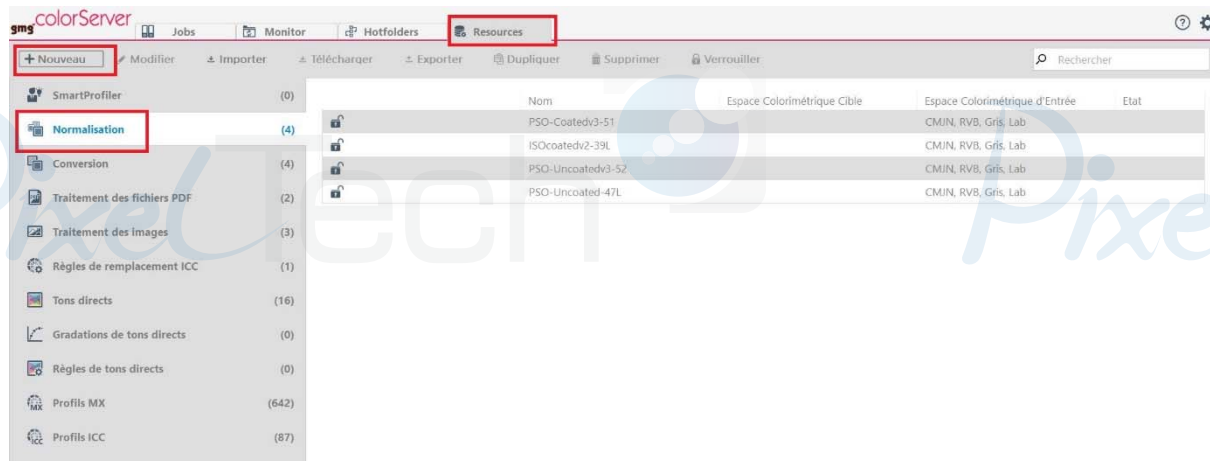 gmg colorServer
Jobs
Monitor
Hotfolders
Resources
+ Nouveau
Modifier
Importer
Télécharger
Exporter
Dupliquer
Supprimer
Verrouiller
Rechercher
SmartProfiler (0)
Normalisation (4)
Conversion (4)
Traitement des fichiers PDF (2)
Traitement des images (3)
Règles de remplacement ICC (1)
Tons directs (16)
Gradations de tons directs (0)
Règles de tons directs (0)
Profils MX (642)
Profils ICC (87)
Nom Espace Colorimétrique Cible Espace Colorimétrique d'Entrée Etat
PSO-Coatedv3-51 CMJN, RVB, Gris, Lab
ISOcoatedv2-39L CMJN, RVB, Gris, Lab
PSO-Uncoatedv3-52 CMJN, RVB, Gris, Lab
PSO-Uncoated-47L CMJN, RVB, Gris, Lab
PixelTech
Pixe